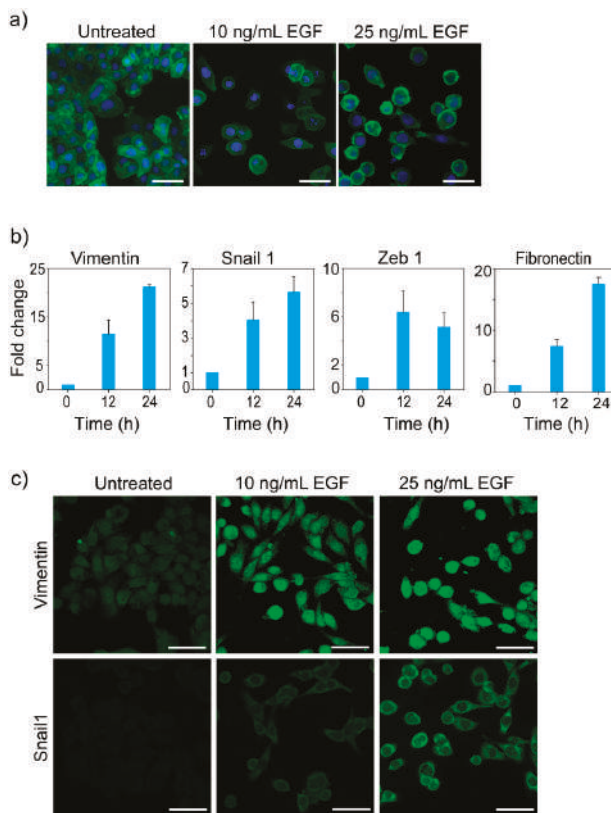 a)
Untreated 10 ng/mL EGF 25 ng/mL EGF
b)
Vimentin Snail 1 Zeb 1 Fibronectin
Fold change
25
15
5
0
0 12 24
Time (h)
7
5
3
1
0
0 12 24
Time (h)
10
6
2
0
0 12 24
Time (h)
20
10
0
0 12 24
Time (h)
c)
Untreated 10 ng/mL EGF 25 ng/mL EGF
Vimentin
Snail1